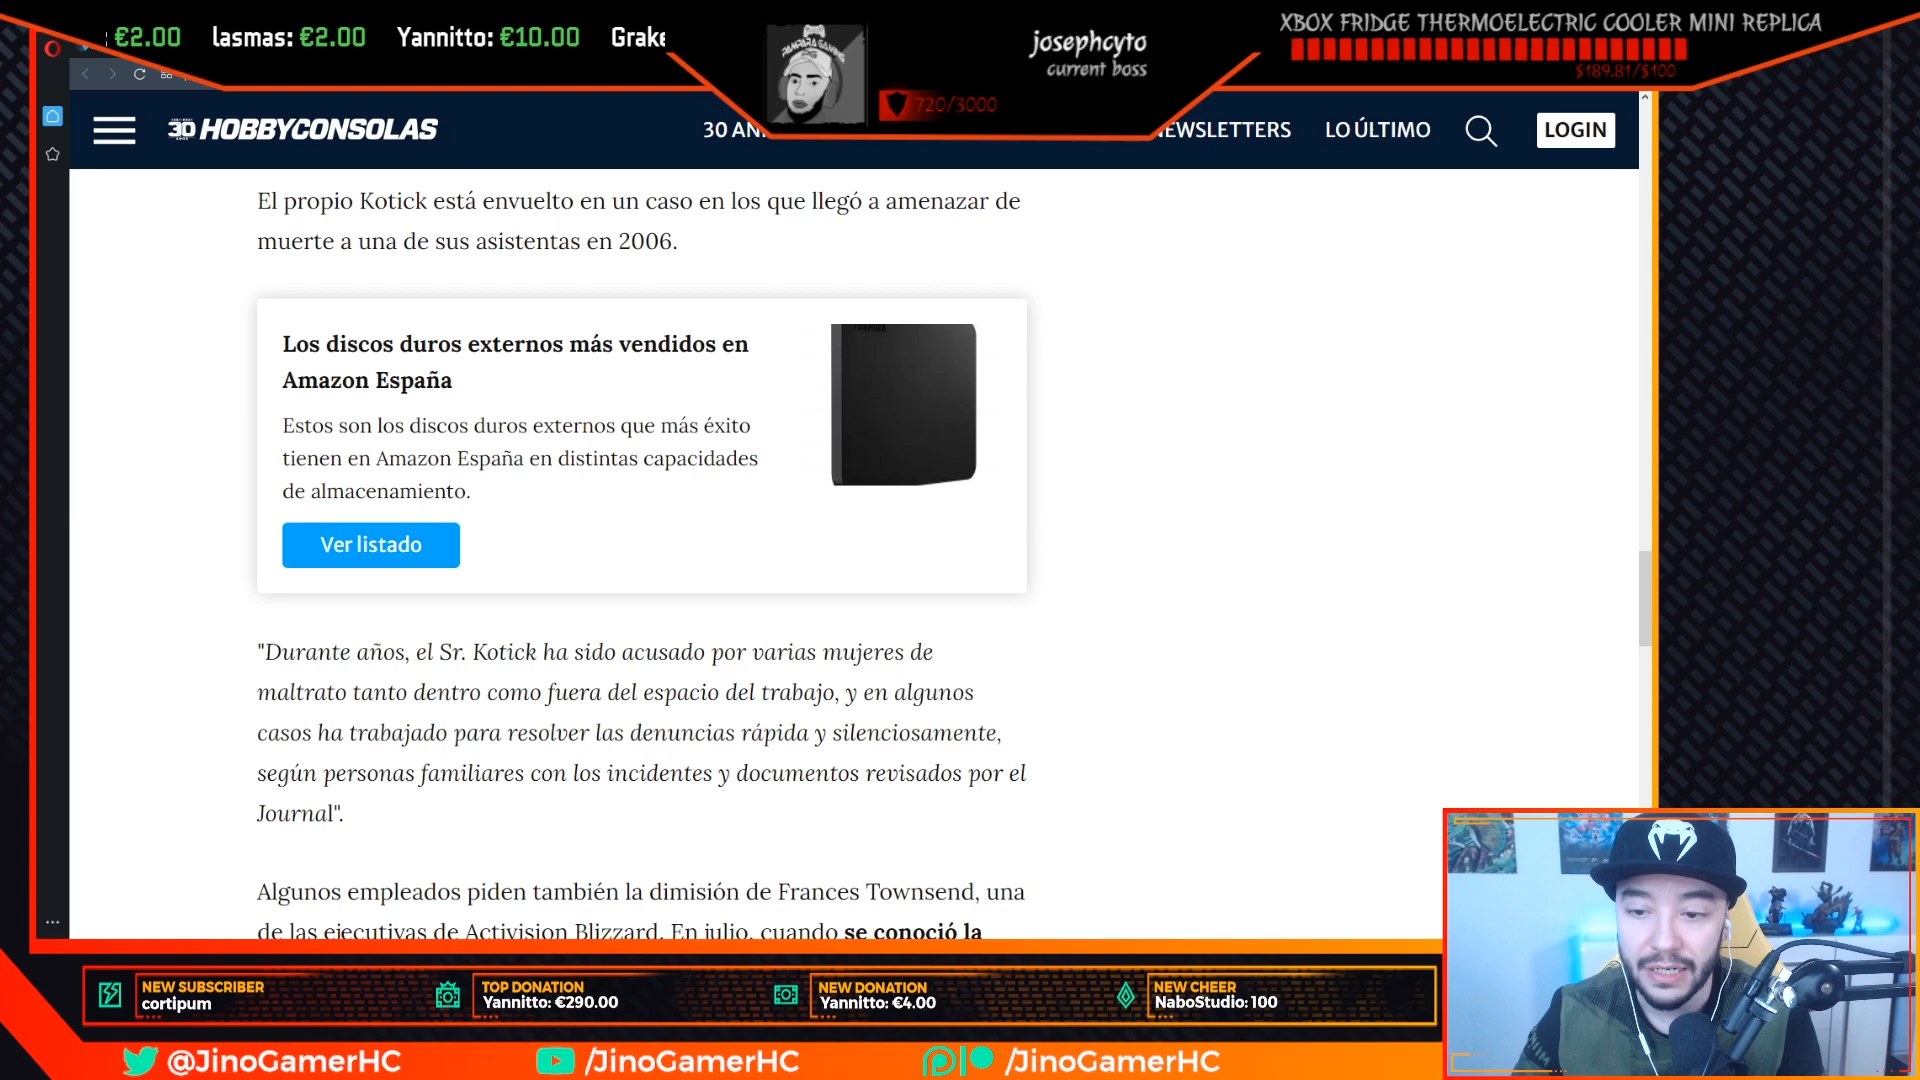 €2.00 lasmas: €2.00 Yannitto: €10.00 Grake
josephcyto
current boss
720/3000
XBOX FRIDGE THERMOELECTRIC COOLER MINI REPLICA
$189.81/$100
30 HOBBYCONSOLAS
30 AN
EWSLETTERS
LO ÚLTIMO
LOGIN
El propio Kotick está envuelto en un caso en los que llegó a amenazar de
muerte a una de sus asistentas en 2006.
Los discos duros externos más vendidos en
Amazon España
Estos son los discos duros externos que más éxito
tienen en Amazon España en distintas capacidades
de almacenamiento.
Ver listado
"Durante años, el Sr. Kotick ha sido acusado por varias mujeres de
maltrato tanto dentro como fuera del espacio del trabajo, y en algunos
casos ha trabajado para resolver las denuncias rápida y silenciosamente,
según personas familiares con los incidentes y documentos revisados por el
Journal".
Algunos empleados piden también la dimisión de Frances Townsend, una
de las ejecutivas de Activision Blizzard. En julio, cuando se conoció la
NEW SUBSCRIBER
cortipum
TOP DONATION
Yannitto: €290.00
NEW DONATION
Yannitto: €4.00
NEW CHEER
NaboStudio: 100
@JinoGamerHC
/JinoGamerHC
/JinoGamerHC